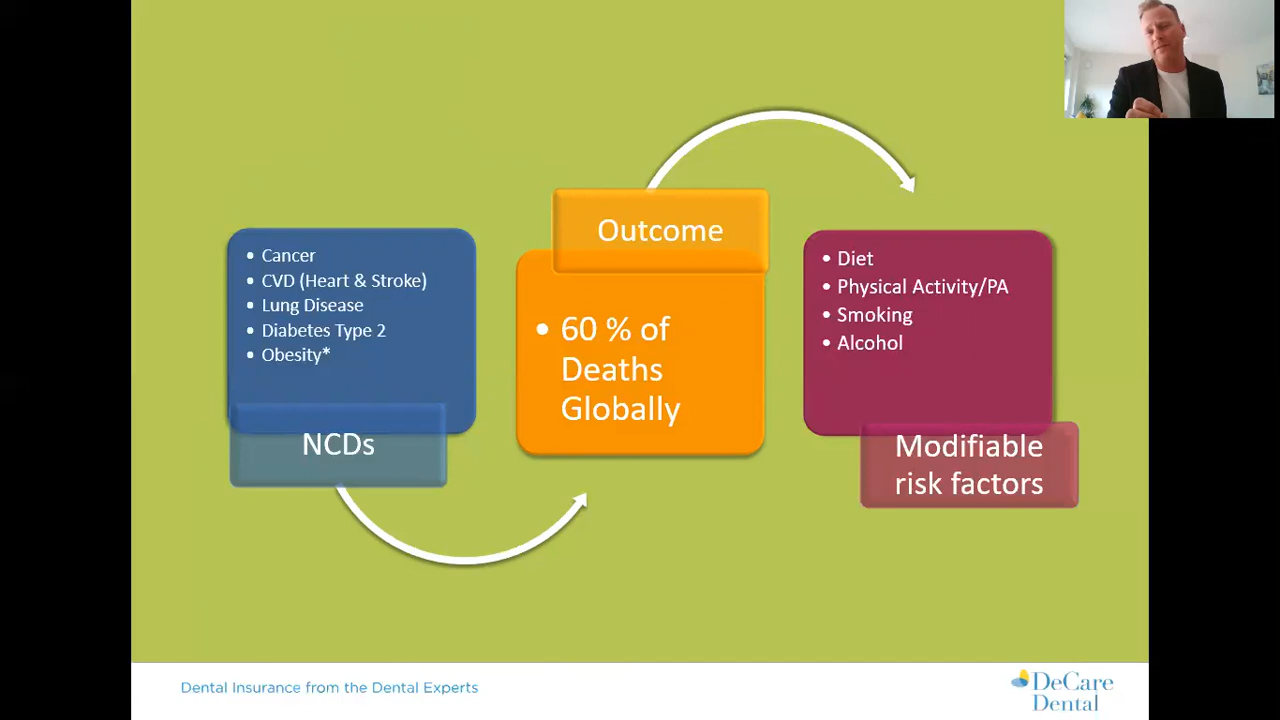 • Cancer
• CVD (Heart & Stroke)
• Lung Disease
• Diabetes Type 2
• Obesity*
NCDs
Outcome
• 60 % of
Deaths
Globally
• Diet
• Physical Activity/PA
• Smoking
• Alcohol
Modifiable
risk factors
Dental Insurance from the Dental Experts
DeCare
Dental